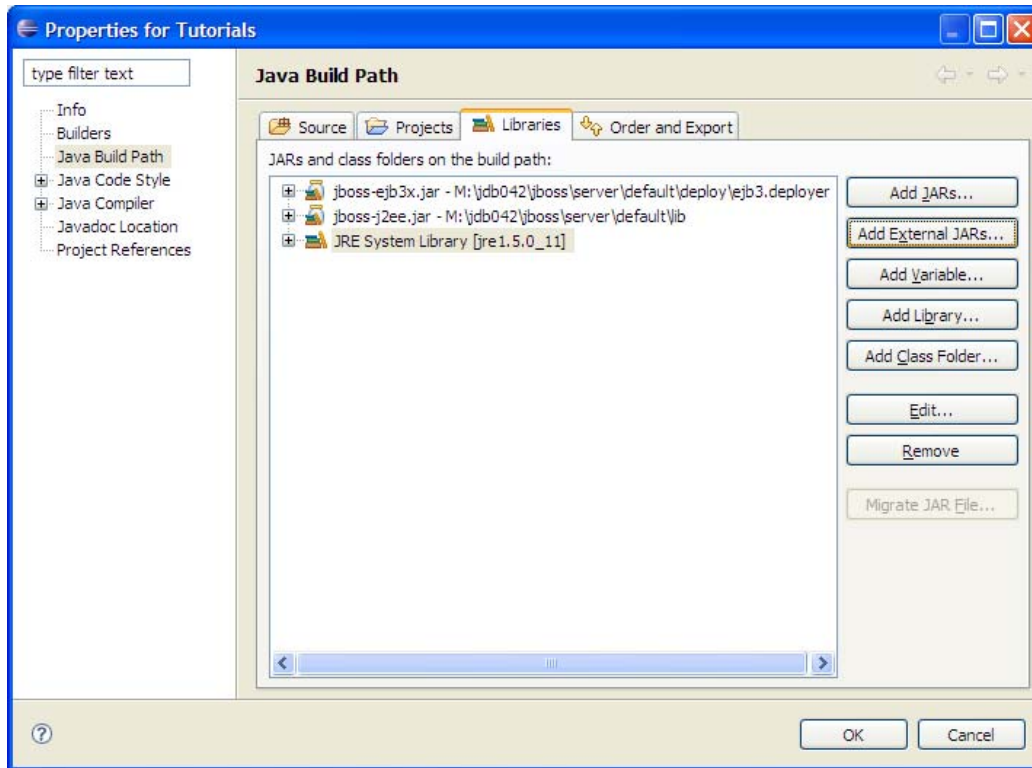 Properties for Tutorials
type filter text
Info
Builders
Java Build Path
Java Code Style
Java Compiler
Javadoc Location
Project References
Java Build Path
Source Projects Libraries Order and Export
JARs and class folders on the build path:
jboss-ejb3x.jar - M:\jdb042\jboss\server\default\deploy\ejb3.deployer
jboss-j2ee.jar - M:\jdb042\jboss\server\default\lib
JRE System Library [jre1.5.0_11]
Add JARs...
Add External JARs...
Add Variable...
Add Library...
Add Class Folder...
Edit...
Remove
Migrate JAR File...
OK Cancel